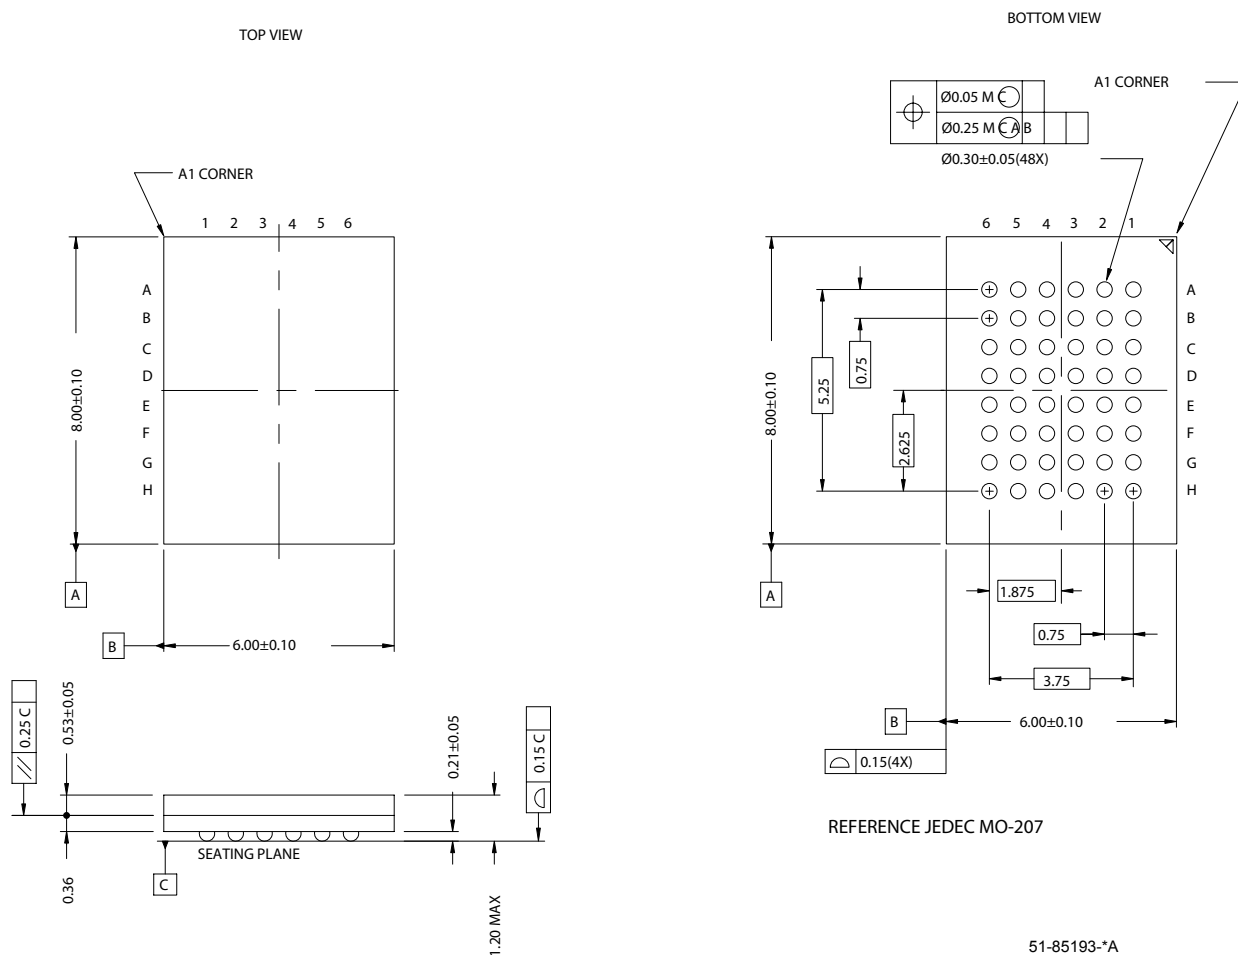 TOP VIEW
BOTTOM VIEW
A1 CORNER
Ø0.05 M C
Ø0.25 M C A B
Ø0.30±0.05(48X)
A1 CORNER
1 2 3 4 5 6
6 5 4 3 2 1
A
B
C
D
E
F
G
H
8.00±0.10
A
B
6.00±0.10
8.00±0.10
5.25
0.75
2.625
A
B
C
D
E
F
G
H
A
1.875
0.75
3.75
B
6.00±0.10
0.15(4X)
0.25 C
0.53±0.05
0.36
0.21±0.05
0.15 C
1.20 MAX
SEATING PLANE
C
REFERENCE JEDEC MO-207
51-85193-*A